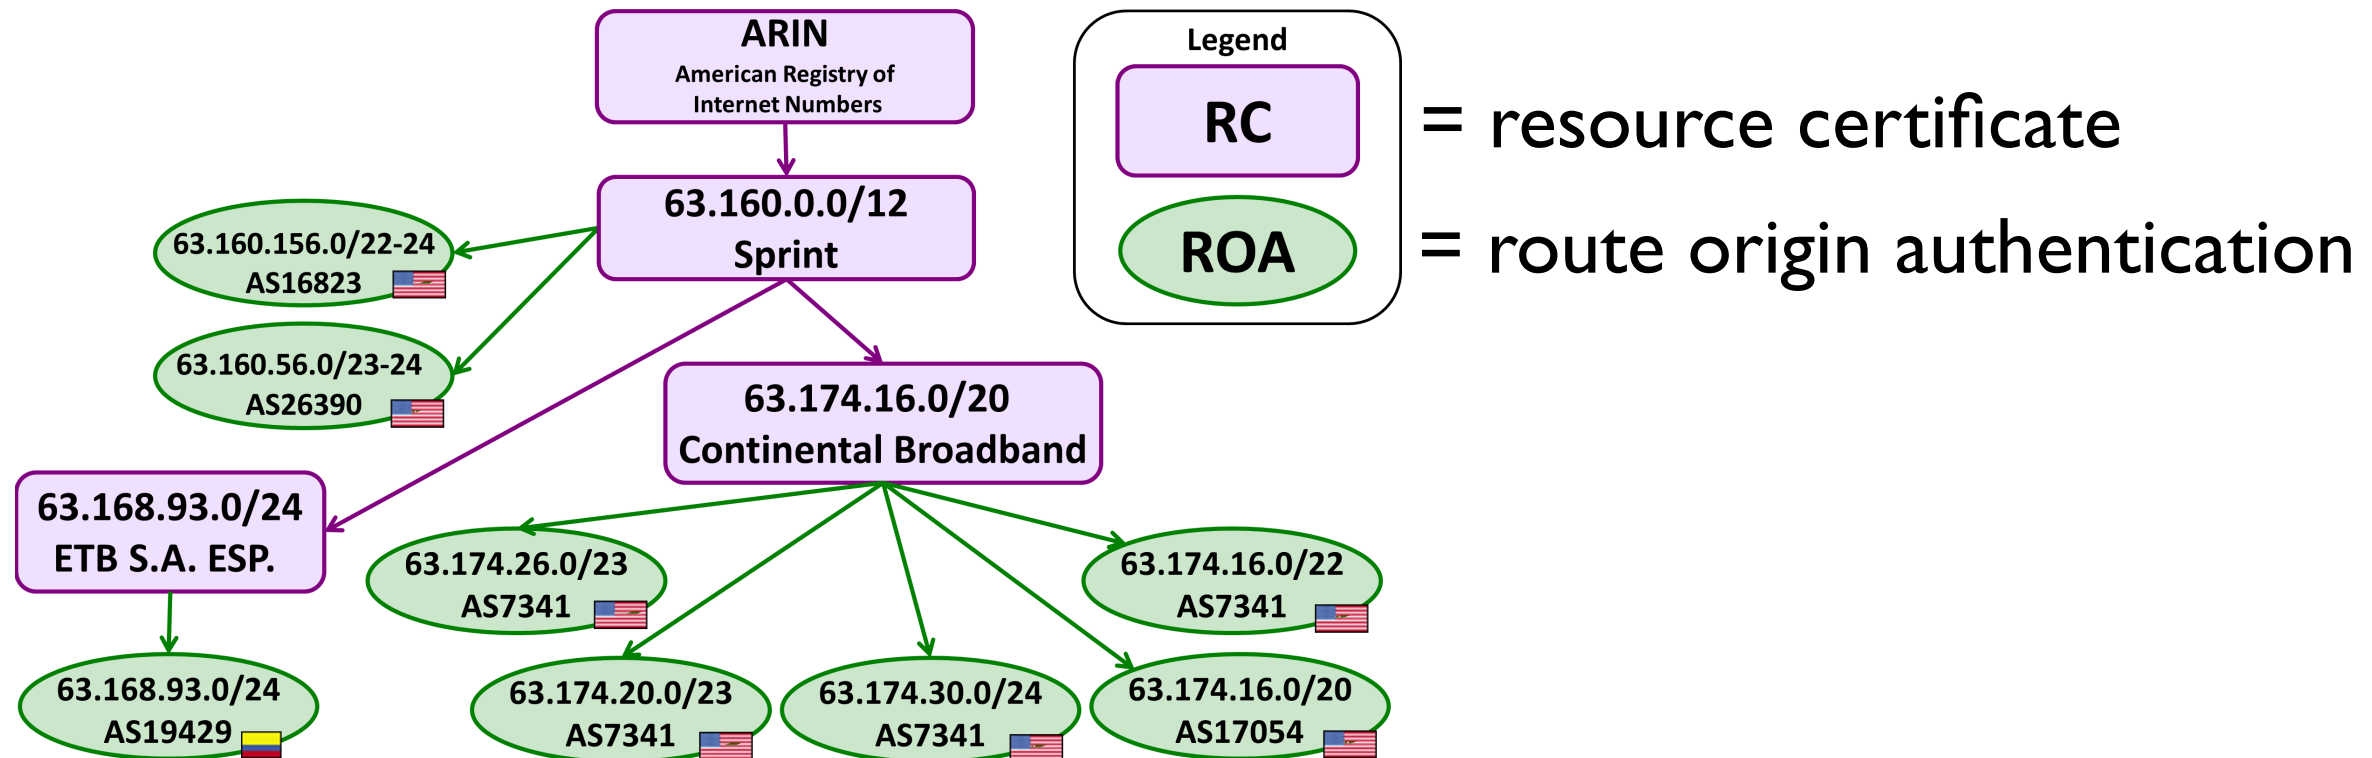 ARIN
American Registry of
Internet Numbers
Legend
RC
= resource certificate
ROA
= route origin authentication
63.160.0.0/12
Sprint
63.160.156.0/22-24
AS16823
63.160.56.0/23-24
AS26390
63.174.16.0/20
Continental Broadband
63.168.93.0/24
ETB S.A. ESP.
63.174.26.0/23
AS7341
63.174.16.0/22
AS7341
63.168.93.0/24
AS19429
63.174.20.0/23
AS7341
63.174.30.0/24
AS7341
63.174.16.0/20
AS17054